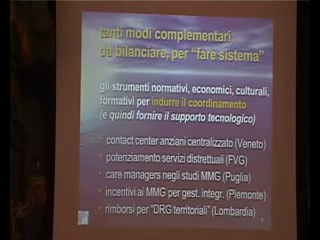 tanti modi complementari,
da bilanciare, per "fare sistema"
gli strumenti normativi, economici, culturali,
formativi per indurre il coordinamento
(e quindi fornire il supporto tecnologico)
• contact center anziani centralizzato (Veneto)
• potenziamento servizi distrettuali (FVG)
• care managers negli studi MMG (Puglia)
• incentivi ai MMG per gest. integr. (Piemonte)
• rimborsi per "DRG territoriali" (Lombardia)